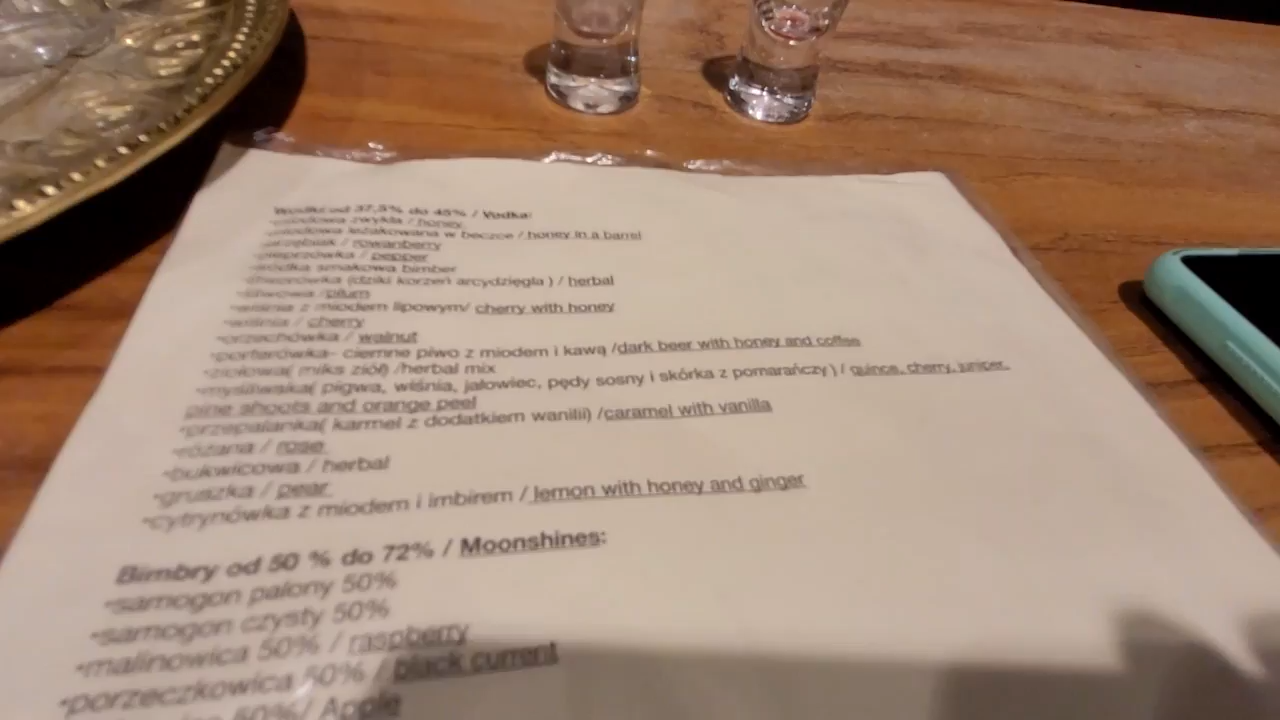 Wódki od 37,5% do 45% / Vodka:
*miodowa zwykła / honey
*miodowa leżakowana w beczce / honey in a barrel
/ rowanberry
*pieprzówka / pepper
*wódka smakowa bimber
(dziki korzeń arcydzięgla ) / herbal
*śliwowa /plum
*wiśnia z miodem lipowym/ cherry with honey
*wiśnia / cherry
*orzechówka / walnut
*porterówka- ciemne piwo z miodem i kawą /dark beer with honey and coffee
*ziołowa( miks ziół) /herbal mix
*myśliwska( pigwa, wiśnia, jałowiec, pędy sosny i skórka z pomarańczy ) / quince, cherry, juniper,
pine shoots and orange peel
*przepalanka( karmel z dodatkiem wanilii) /caramel with vanilla
*różana / rose
*bukwicowa / herbal
*gruszka / pear
*cytrynówka z miodem i imbirem / lemon with honey and ginger
Bimbry od 50 % do 72% / Moonshines:
*samogon palony 50%
*samogon czysty 50%
*malinowica 50% / raspberry
*porzeczkowica 50% / black current
50%/ Apple